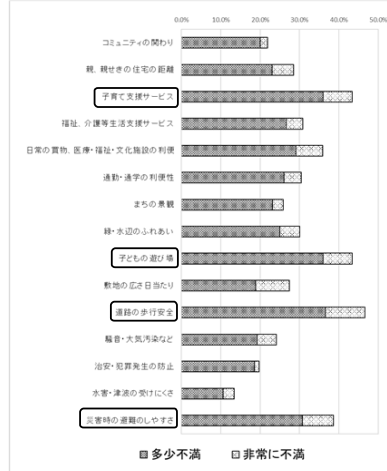 0.0% 10.0% 20.0% 30.0% 40.0% 50.0%
コミュニティの関わり
親、親せきの住宅の距離
子育て支援サービス
福祉、介護等生活支援サービス
日常の買物、医療・福祉・文化施設の利便
通勤・通学の利便性
まちの景観
緑・水辺のふれあい
子どもの遊び場
敷地の広さ日当たり
道路の歩行安全
騒音・大気汚染など
治安・犯罪発生の防止
水害・津波の受けにくさ
災害時の避難のしやすさ
多少不満 非常に不満